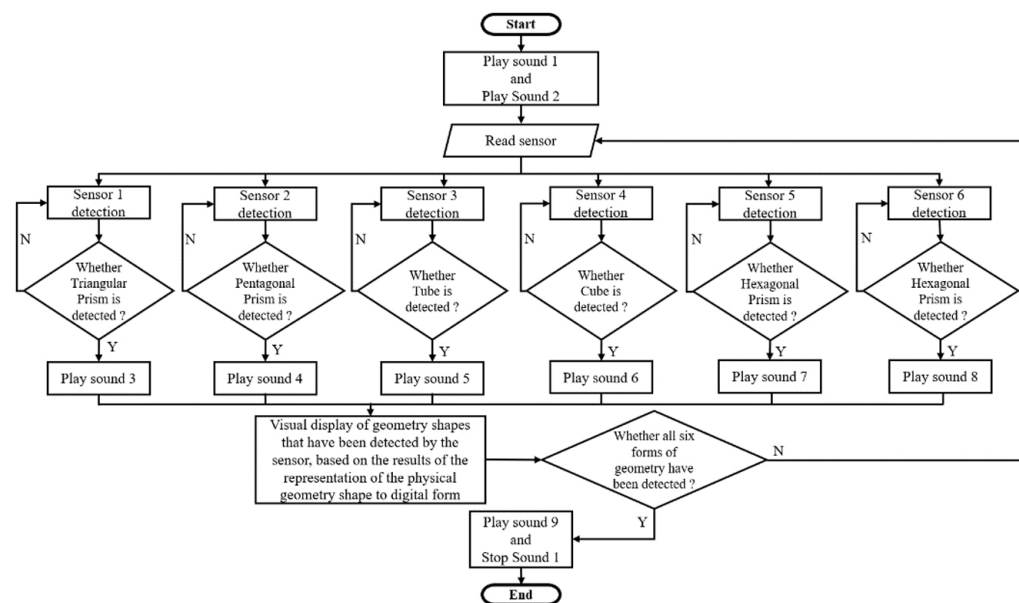 Start
Play sound 1
and
Play Sound 2
Read sensor
Sensor 1
detection
Sensor 2
detection
Sensor 3
detection
Sensor 4
detection
Sensor 5
detection
Sensor 6
detection
N
N
N
N
N
N
Whether
Triangular
Prism is
detected ?
Whether
Pentagonal
Prism is
detected ?
Whether
Tube is
detected ?
Whether
Cube is
detected ?
Whether
Hexagonal
Prism is
detected ?
Whether
Hexagonal
Prism is
detected ?
Y
Y
Y
Y
Y
Y
Play sound 3
Play sound 4
Play sound 5
Play sound 6
Play sound 7
Play sound 8
Visual display of geometry shapes
that have been detected by the
sensor, based on the results of the
representation of the physical
geometry shape to digital form
Whether all six
forms of
geometry have
been detected ?
N
Y
Play sound 9
and
Stop Sound 1
End